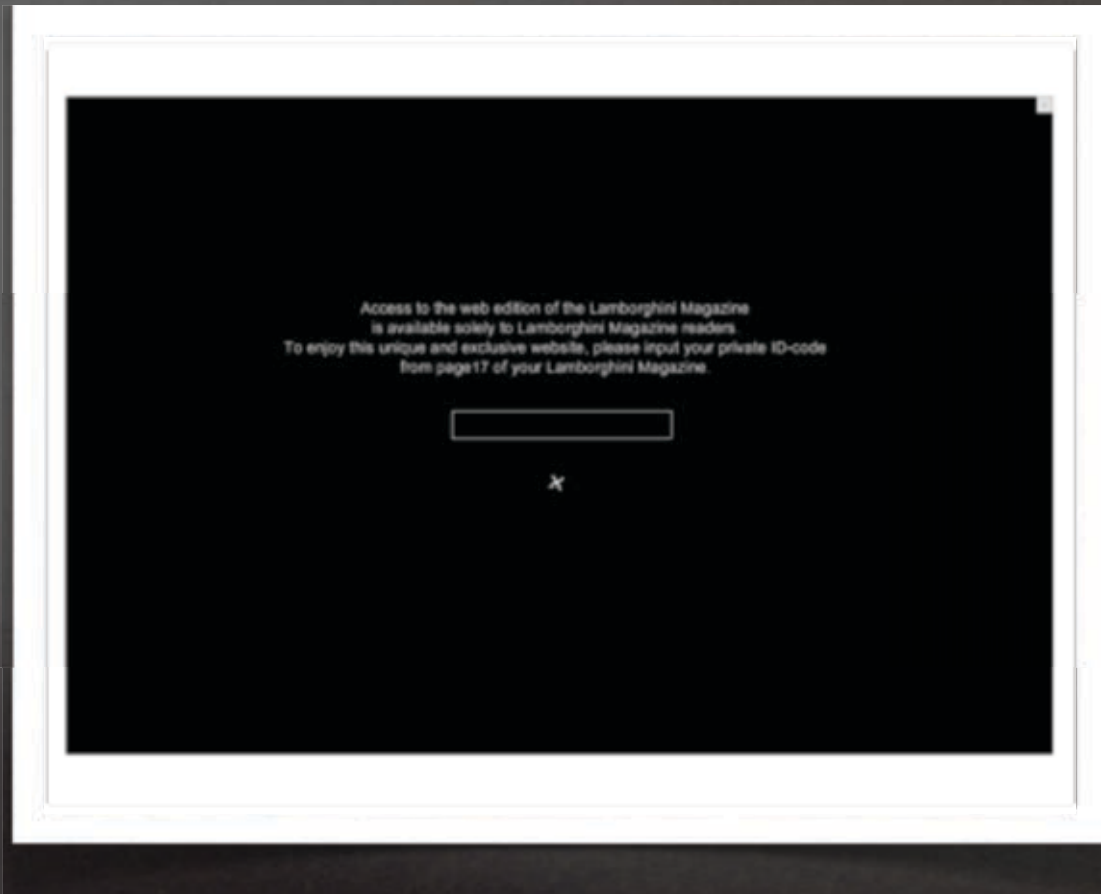 Access to the web edition of the Lamborghini Magazine
is available solely to Lamborghini Magazine readers.
To enjoy this unique and exclusive website, please input your private ID-code
from page17 of your Lamborghini Magazine.